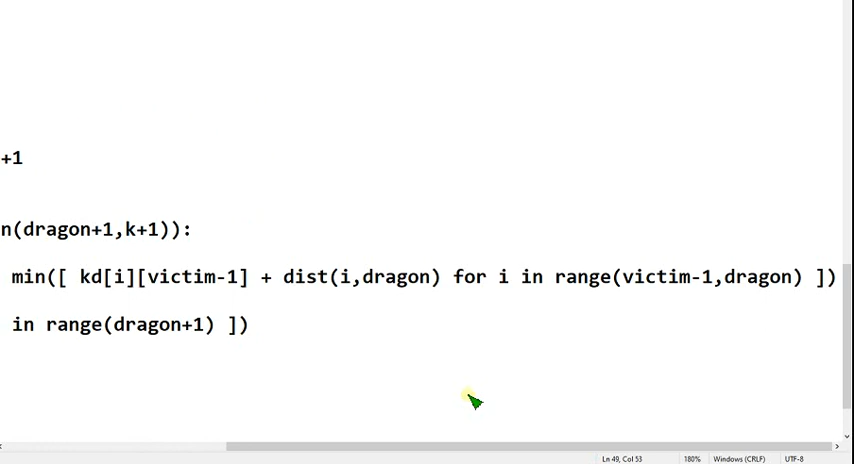 +1
n(dragon+1,k+1)):
min([ kd[i][victim-1] + dist(i,dragon) for i in range(victim-1,dragon) ])
in range(dragon+1) ])
Ln 49, Col 53 180% Windows (CRLF) UTF-8